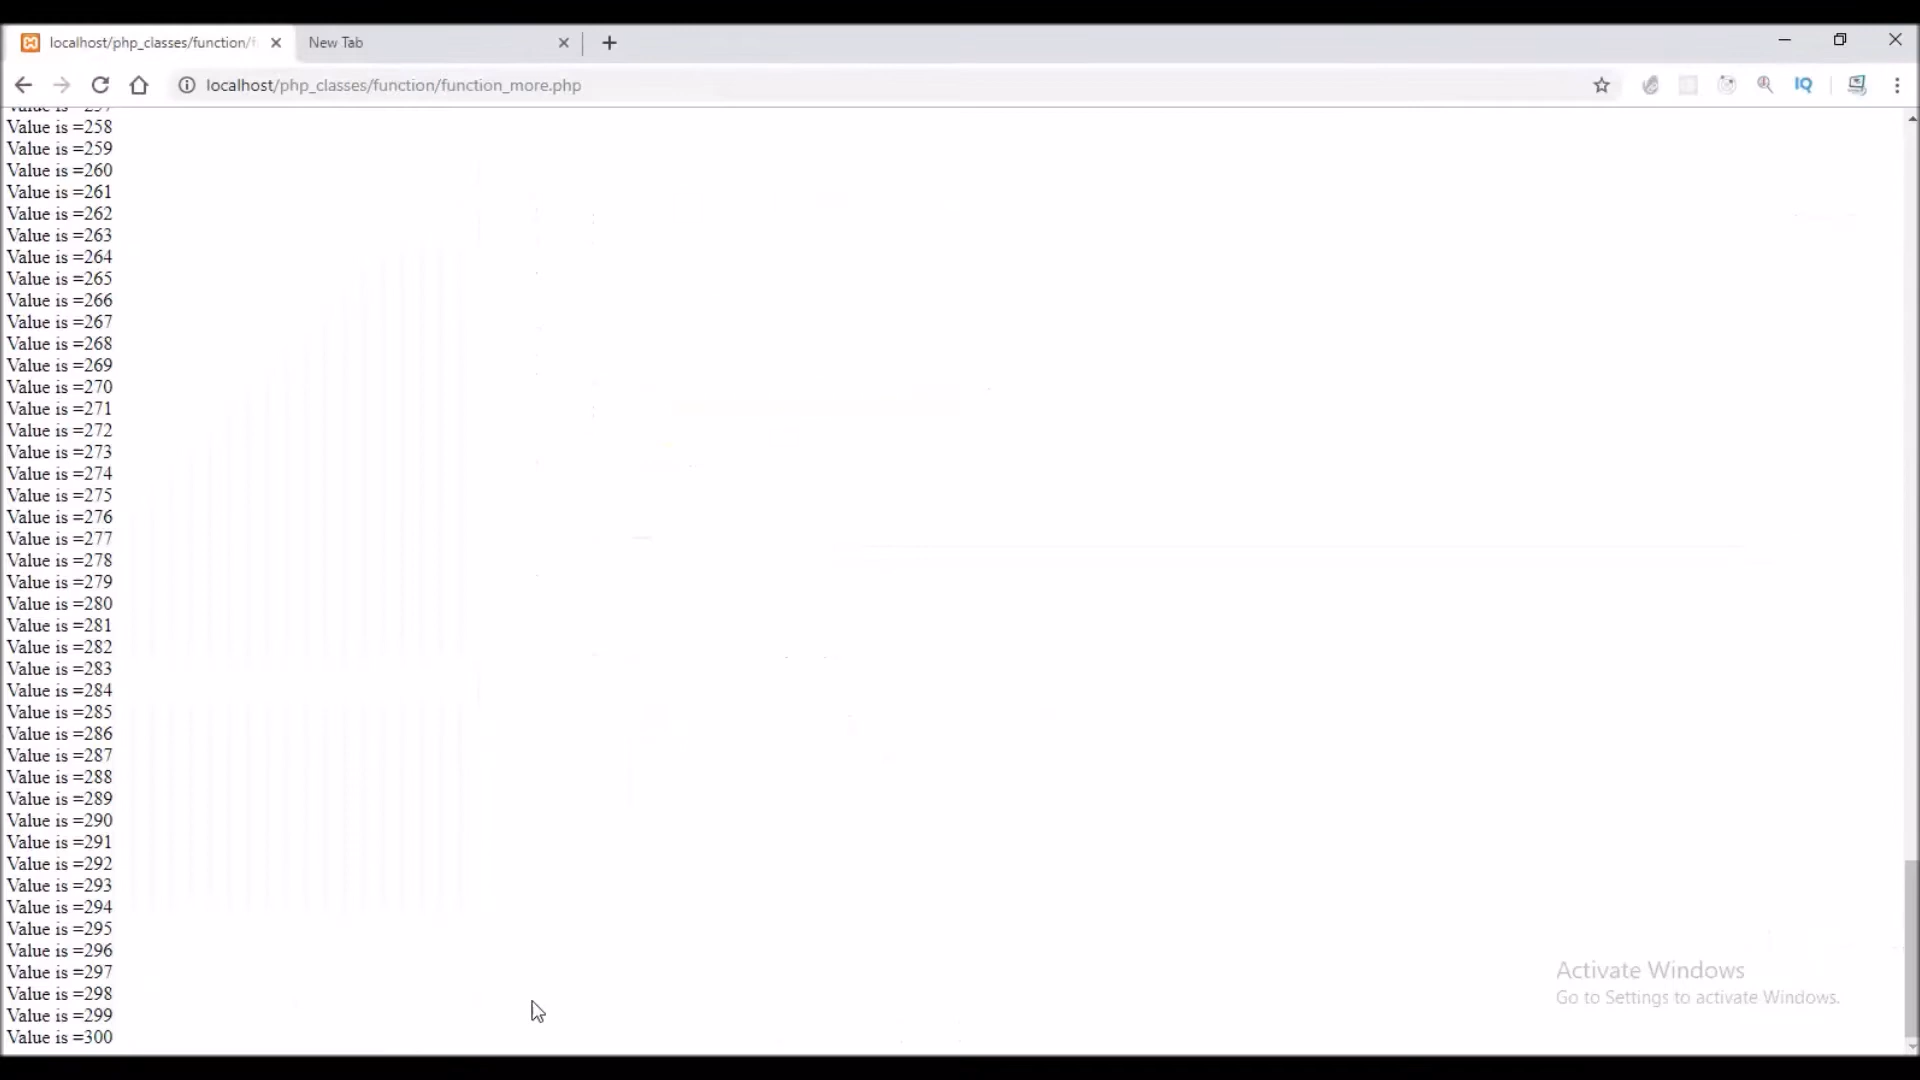 localhost/php_classes/function/f
New Tab
localhost/php_classes/function/function_more.php
IQ
Value is =258
Value is =259
Value is =260
Value is =261
Value is =262
Value is =263
Value is =264
Value is =265
Value is =266
Value is =267
Value is =268
Value is =269
Value is =270
Value is =271
Value is =272
Value is =273
Value is =274
Value is =275
Value is =276
Value is =277
Value is =278
Value is =279
Value is =280
Value is =281
Value is =282
Value is =283
Value is =284
Value is =285
Value is =286
Value is =287
Value is =288
Value is =289
Value is =290
Value is =291
Value is =292
Value is =293
Value is =294
Value is =295
Value is =296
Value is =297
Value is =298
Value is =299
Value is =300
Activate Windows
Go to Settings to activate Windows.